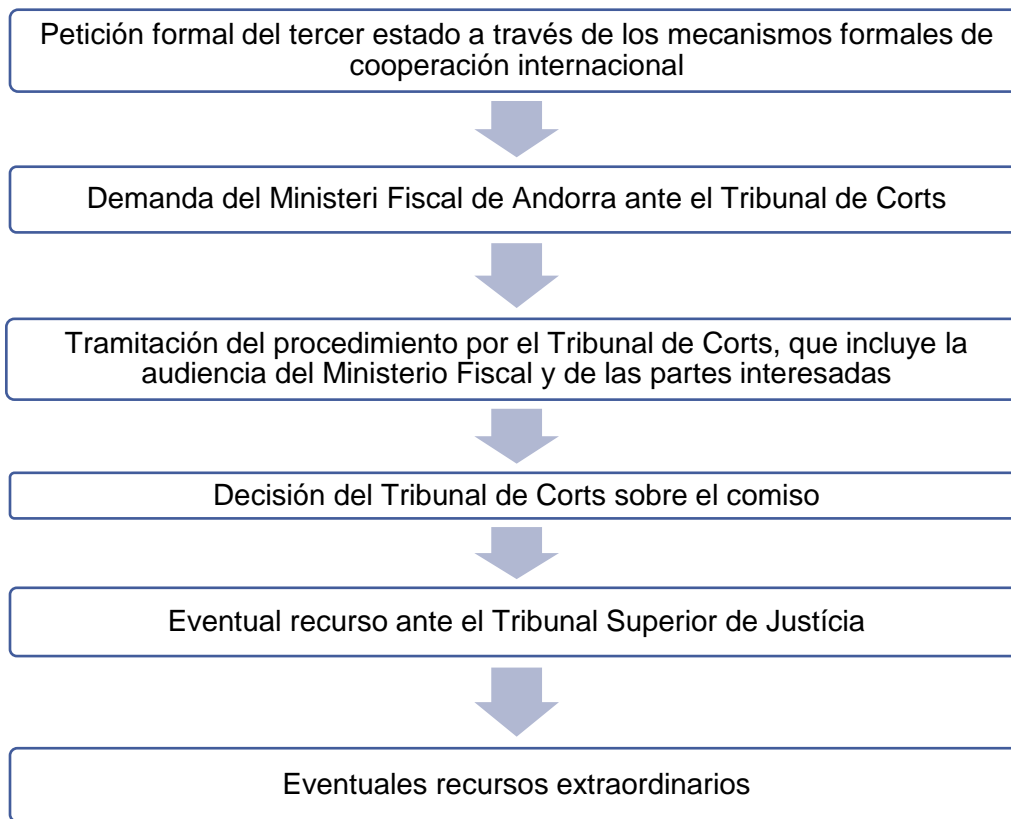 Petición formal del tercer estado a través de los mecanismos formales de
cooperación internacional
Demanda del Ministeri Fiscal de Andorra ante el Tribunal de Corts
Tramitación del procedimiento por el Tribunal de Corts, que incluye la
audiencia del Ministerio Fiscal y de las partes interesadas
Decisión del Tribunal de Corts sobre el comiso
Eventual recurso ante el Tribunal Superior de Justícia
Eventuales recursos extraordinarios